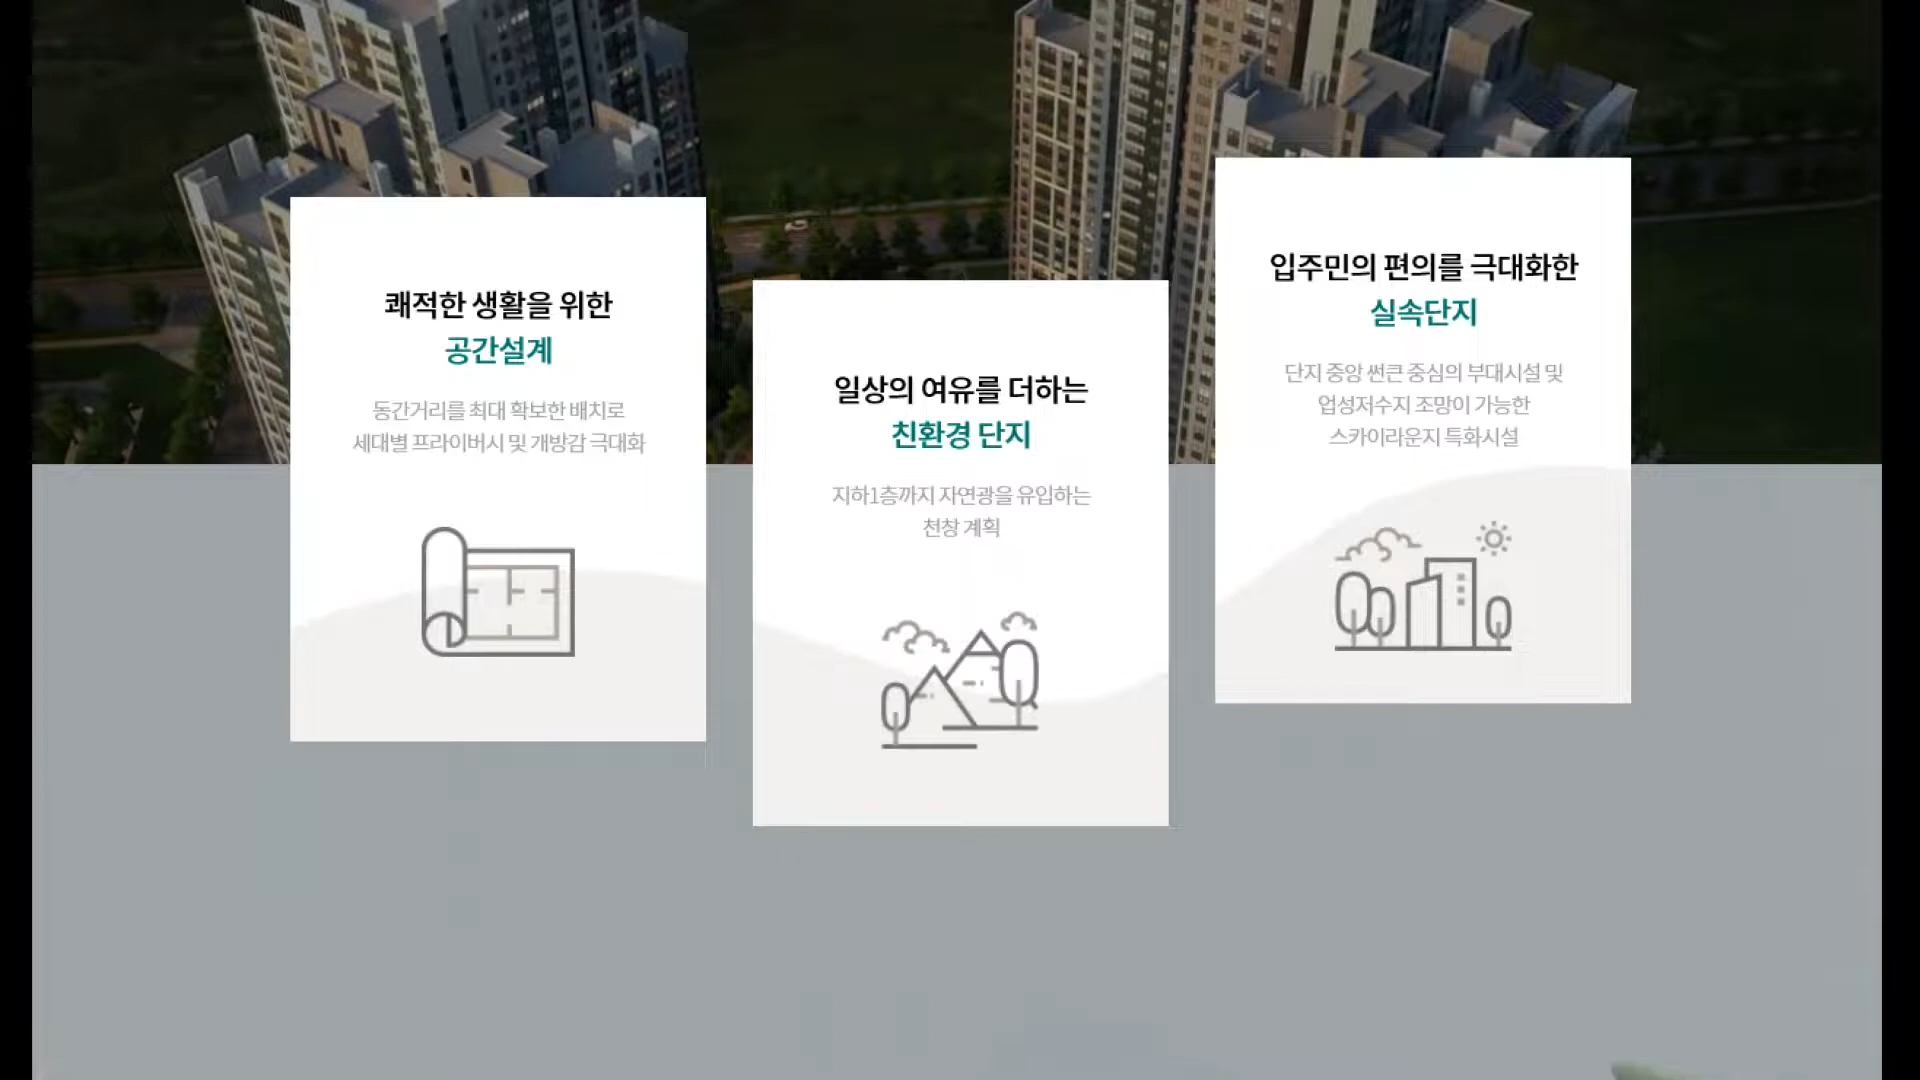 쾌적한 생활을 위한
공간설계
동간거리를 최대 확보한 배치로
세대별 프라이버시 및 개방감 극대화
일상의 여유를 더하는
친환경 단지
지하1층까지 자연광을 유입하는
천창 계획
입주민의 편의를 극대화한
실속단지
단지 중앙 썬큰 중심의 부대시설 및
업성저수지 조망이 가능한
스카이라운지 특화시설